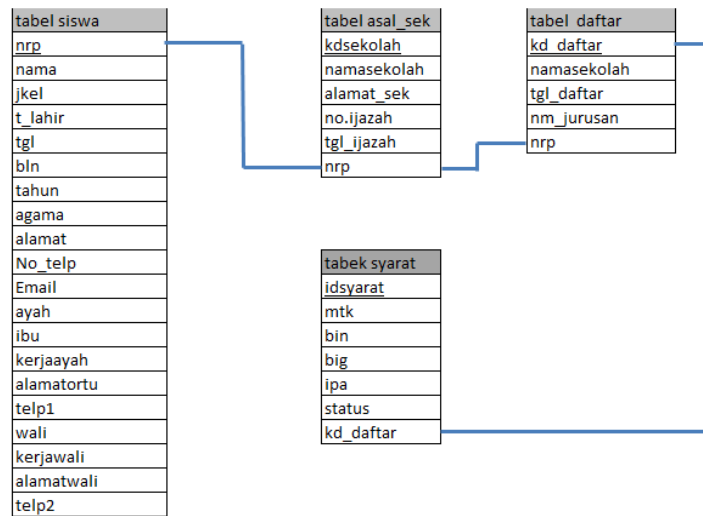 tabel siswa
nrp
nama
jkel
t_lahir
tgl
bln
tahun
agama
alamat
No_telp
Email
ayah
ibu
kerjaayah
alamatortu
telp1
wali
kerjawali
alamatwali
telp2
tabel asal_sek
kdsekolah
namasekolah
alamat_sek
no.ijazah
tgl_ijazah
nrp
tabel daftar
kd_daftar
namasekolah
tgl_daftar
nm_jurusan
nrp
tabek syarat
idsyarat
mtk
bin
big
ipa
status
kd_daftar